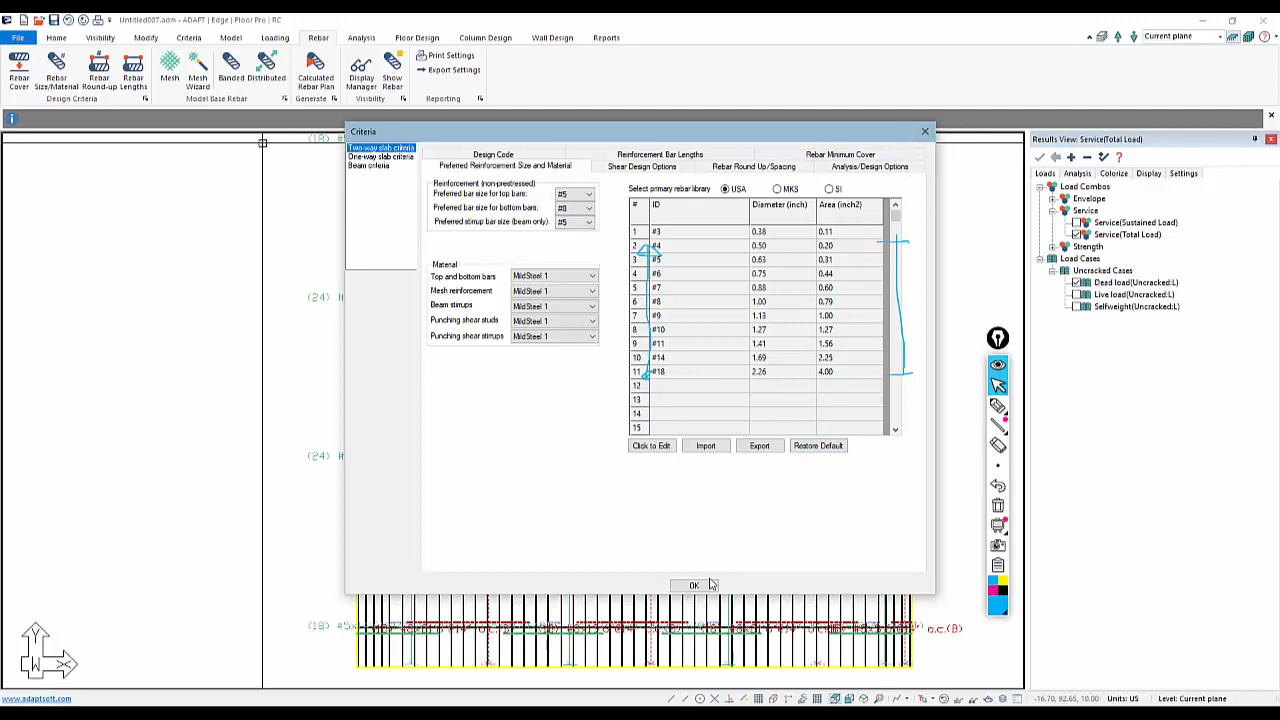 Untitled007.adm - ADAPT | Edge | Floor Pro | RC
File Home Visibility Modify Criteria Model Loading Rebar Analysis Floor Design Column Design Wall Design Reports Current plane
Rebar Cover
Rebar Size/Material
Rebar Round-up
Rebar Lengths
Mesh
Mesh Wizard
Banded
Distributed
Calculated Rebar Plan
Display Manager
Show Rebar
Print Settings
Export Settings
Design Criteria Model Base Rebar Generate Visibility Reporting
Criteria
Two-way slab criteria
One-way slab criteria
Beam criteria
Design Code Reinforcement Bar Lengths Rebar Minimum Cover
Preferred Reinforcement Size and Material Shear Design Options Rebar Round Up/Spacing Analysis/Design Options
Reinforcement (non-prestressed)
Preferred bar size for top bars: #5
Preferred bar size for bottom bars: #8
Preferred stirrup bar size (beam only): #5
Material
Top and bottom bars MildSteel 1
Mesh reinforcement MildSteel 1
Beam stirrups MildSteel 1
Punching shear studs MildSteel 1
Punching shear stirrups MildSteel 1
Select primary rebar library USA MKS SI
# ID Diameter (inch) Area (inch2)
1 #3 0.38 0.11
2 #4 0.50 0.20
3 #5 0.63 0.31
4 #6 0.75 0.44
5 #7 0.88 0.60
6 #8 1.00 0.79
7 #9 1.13 1.00
8 #10 1.27 1.27
9 #11 1.41 1.56
10 #14 1.69 2.25
11 #18 2.26 4.00
12
13
14
15
Click to Edit Import Export Restore Default
OK
(18) #
(24) #
(24) #
(18) #5
o.c.(B)
Y
W X
Results View: Service(Total Load)
Loads Analysis Colorize Display Settings
Load Combos
Envelope
Service
Service(Sustained Load)
Service(Total Load)
Strength
Load Cases
Uncracked Cases
Dead load(Uncracked:L)
Live load(Uncracked:L)
Selfweight(Uncracked:L)
www.adaptsoft.com
-16.70, 92.65, 10.00 Units: US Level: Current plane